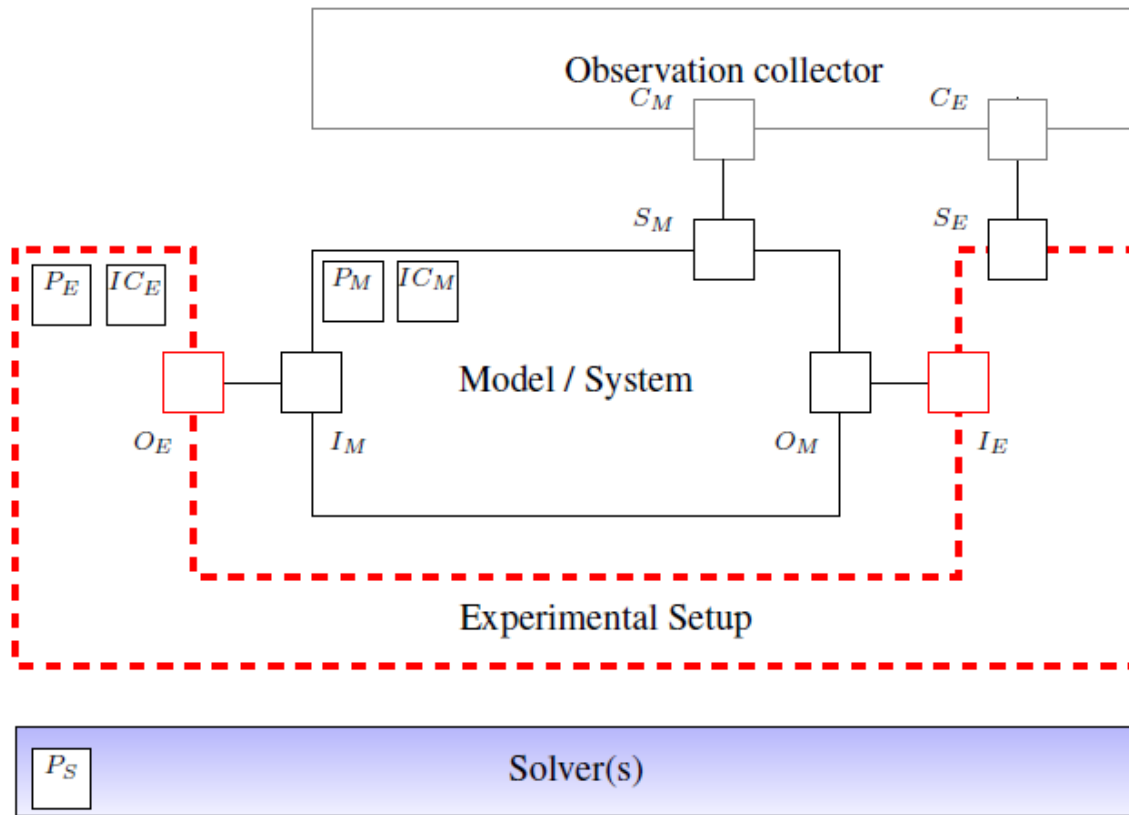 Observation collector
C_M
C_E
S_M
S_E
P_E
IC_E
P_M
IC_M
Model / System
O_E
I_M
O_M
I_E
Experimental Setup
P_S
Solver(s)